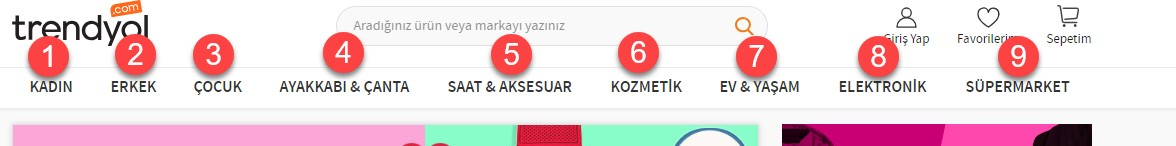 trendyol
.com
Aradığınız ürün veya markayı yazınız
Giriş Yap
Favorilerim
Sepetim
1 2 3 4 5 6 7 8 9
KADIN ERKEK ÇOCUK AYAKKABI & ÇANTA SAAT & AKSESUAR KOZMETİK EV & YAŞAM ELEKTRONİK SÜPERMARKET